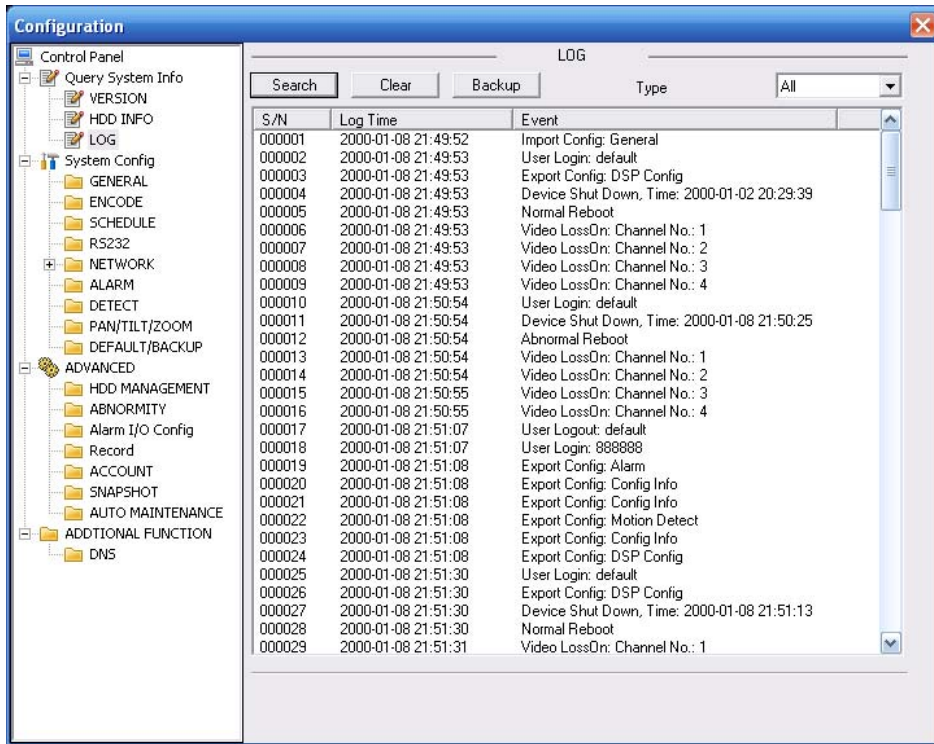 Configuration
Control Panel
Query System Info
VERSION
HDD INFO
LOG
System Config
GENERAL
ENCODE
SCHEDULE
RS232
NETWORK
ALARM
DETECT
PAN/TILT/ZOOM
DEFAULT/BACKUP
ADVANCED
HDD MANAGEMENT
ABNORMITY
Alarm I/O Config
Record
ACCOUNT
SNAPSHOT
AUTO MAINTENANCE
ADDTIONAL FUNCTION
DNS
LOG
Search Clear Backup Type All
S/N Log Time Event
000001 2000-01-08 21:49:52 Import Config: General
000002 2000-01-08 21:49:53 User Login: default
000003 2000-01-08 21:49:53 Export Config: DSP Config
000004 2000-01-08 21:49:53 Device Shut Down, Time: 2000-01-02 20:29:39
000005 2000-01-08 21:49:53 Normal Reboot
000006 2000-01-08 21:49:53 Video LossOn: Channel No.: 1
000007 2000-01-08 21:49:53 Video LossOn: Channel No.: 2
000008 2000-01-08 21:49:53 Video LossOn: Channel No.: 3
000009 2000-01-08 21:49:53 Video LossOn: Channel No.: 4
000010 2000-01-08 21:50:54 User Login: default
000011 2000-01-08 21:50:54 Device Shut Down, Time: 2000-01-08 21:50:25
000012 2000-01-08 21:50:54 Abnormal Reboot
000013 2000-01-08 21:50:54 Video LossOn: Channel No.: 1
000014 2000-01-08 21:50:54 Video LossOn: Channel No.: 2
000015 2000-01-08 21:50:55 Video LossOn: Channel No.: 3
000016 2000-01-08 21:50:55 Video LossOn: Channel No.: 4
000017 2000-01-08 21:51:07 User Logout: default
000018 2000-01-08 21:51:07 User Login: 888888
000019 2000-01-08 21:51:08 Export Config: Alarm
000020 2000-01-08 21:51:08 Export Config: Config Info
000021 2000-01-08 21:51:08 Export Config: Config Info
000022 2000-01-08 21:51:08 Export Config: Motion Detect
000023 2000-01-08 21:51:08 Export Config: Config Info
000024 2000-01-08 21:51:08 Export Config: DSP Config
000025 2000-01-08 21:51:30 User Login: default
000026 2000-01-08 21:51:30 Export Config: DSP Config
000027 2000-01-08 21:51:30 Device Shut Down, Time: 2000-01-08 21:51:13
000028 2000-01-08 21:51:30 Normal Reboot
000029 2000-01-08 21:51:31 Video LossOn: Channel No.: 1